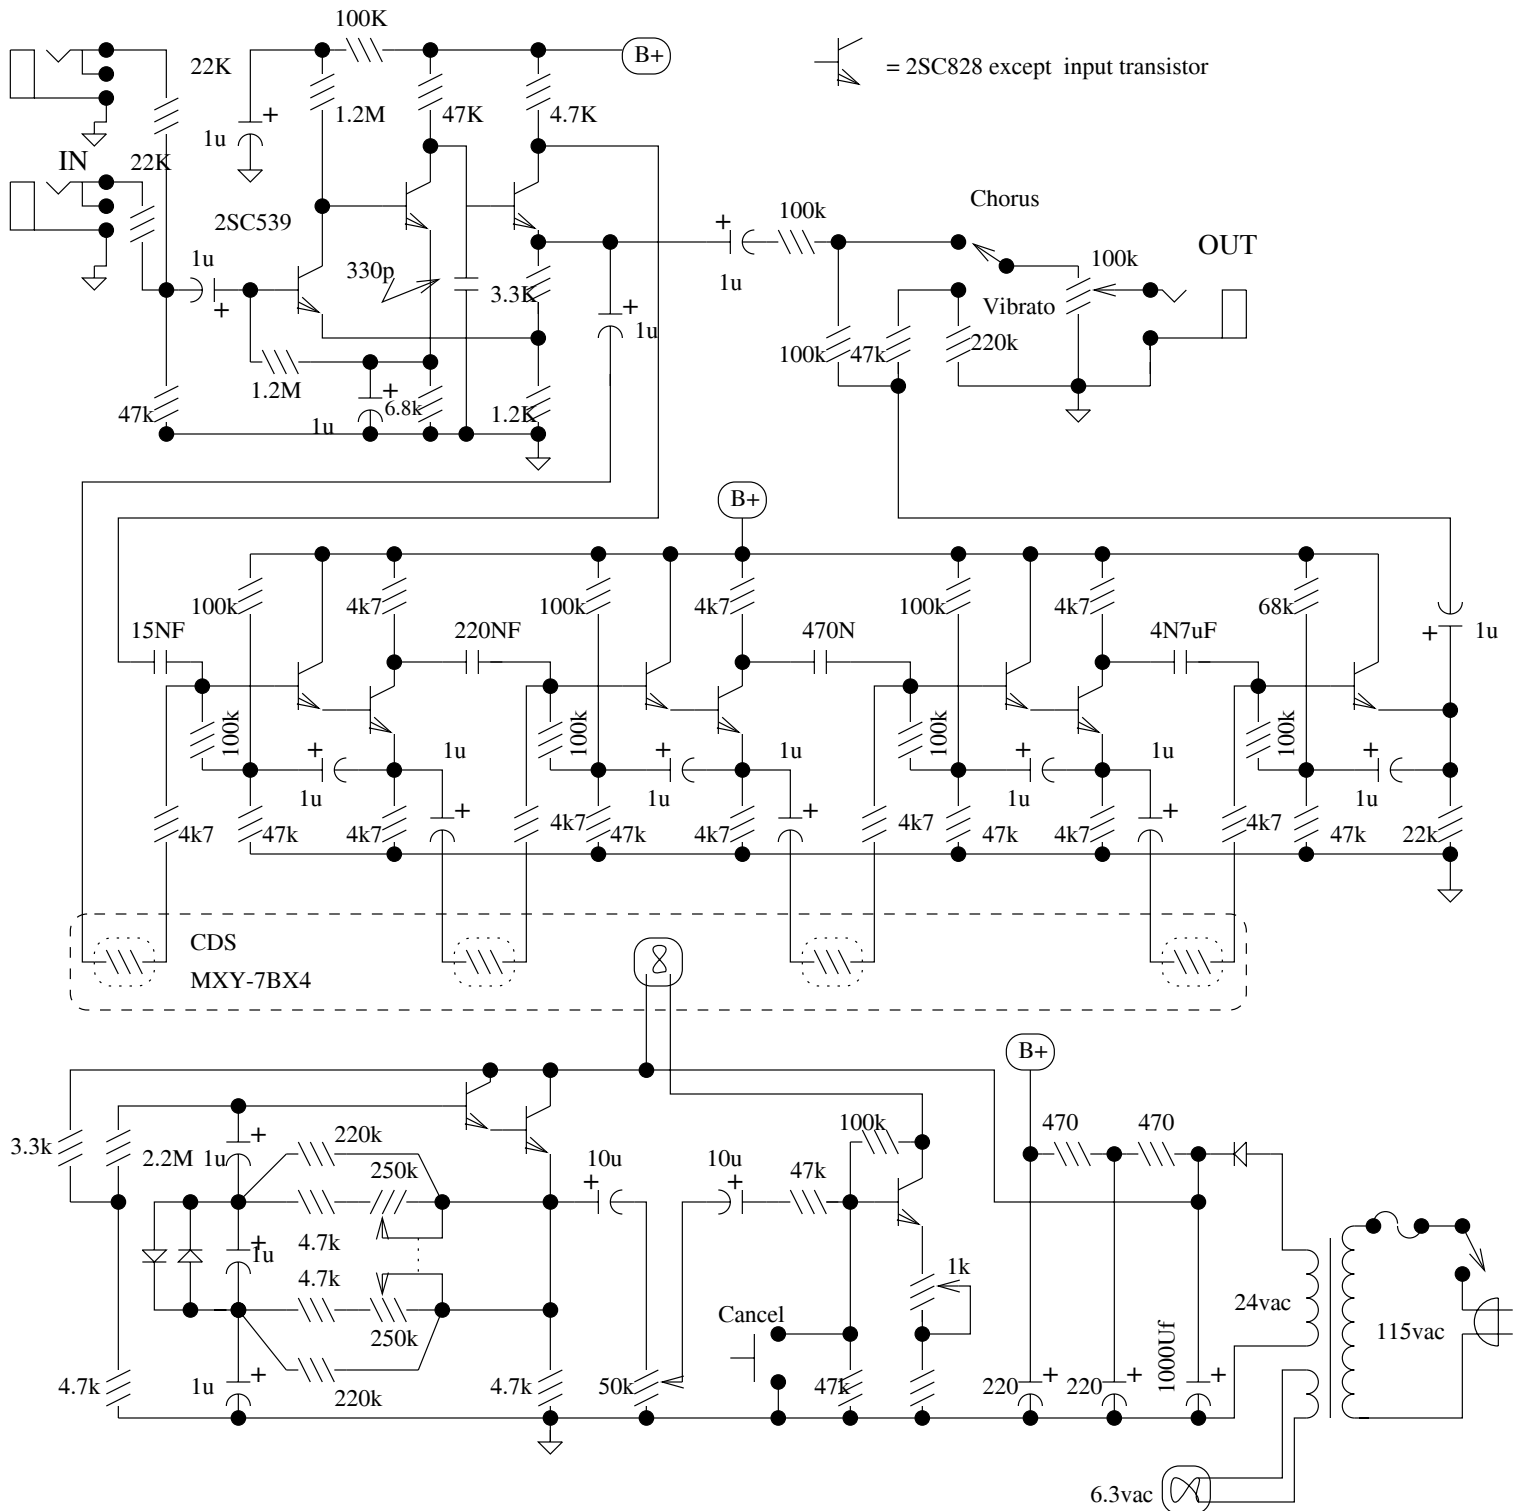 100K
B+
22K
= 2SC828 except input transistor
1.2M
47K
4.7K
1u
IN
22K
2SC539
Chorus
100k
OUT
1u
330p
3.3K
1u
1u
100k
Vibrato
100k
47k
220k
1.2M
6.8k
1u
47k
1.2K
B+
100k
4k7
100k
4k7
100k
4k7
68k
15NF
220NF
470N
4N7uF
1u
100k
100k
100k
100k
1u
1u
1u
1u
1u
1u
1u
4k7
47k
4k7
4k7
47k
4k7
4k7
47k
4k7
4k7
47k
22k
CDS
MXY-7BX4
B+
3.3k
2.2M
1u
220k
100k
470
470
250k
10u
10u
47k
4.7k
1u
4.7k
1k
250k
Cancel
24vac
115vac
4.7k
1u
220k
4.7k
50k
47k
220
220
1000Uf
6.3vac